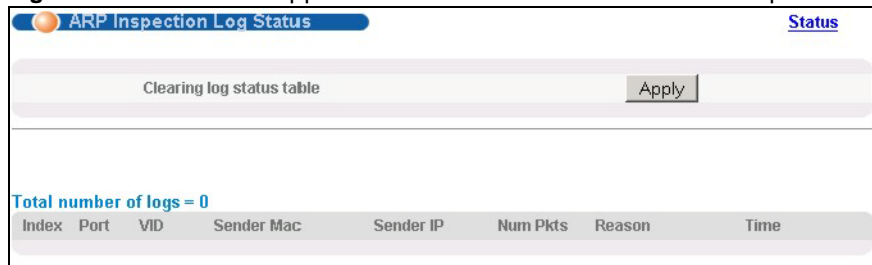 ARP Inspection Log Status Status
Clearing log status table Apply
Total number of logs = 0
Index Port VID Sender Mac Sender IP Num Pkts Reason Time